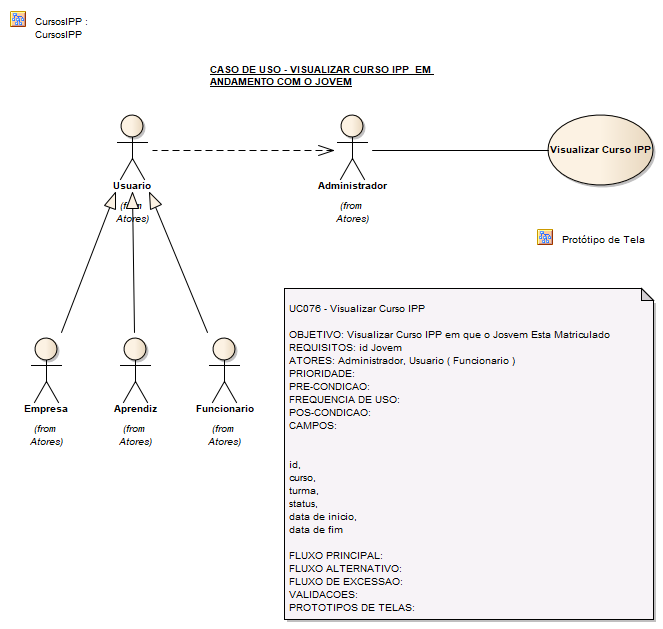 CursosIPP :
CursosIPP
CASO DE USO - VISUALIZAR CURSO IPP EM
ANDAMENTO COM O JOVEM
Usuario
(from
Atores)
Administrador
(from
Atores)
Visualizar Curso IPP
Protótipo de Tela
Empresa
(from
Atores)
Aprendiz
(from
Atores)
Funcionario
(from
Atores)
UC076 - Visualizar Curso IPP
OBJETIVO: Visualizar Curso IPP em que o Josvem Esta Matriculado
REQUISITOS: id Jovem
ATORES: Administrador, Usuario ( Funcionario )
PRIORIDADE:
PRE-CONDICAO:
FREQUENCIA DE USO:
POS-CONDICAO:
CAMPOS:
id,
curso,
turma,
status,
data de inicio,
data de fim
FLUXO PRINCIPAL:
FLUXO ALTERNATIVO:
FLUXO DE EXCESSAO:
VALIDACOES:
PROTOTIPOS DE TELAS: